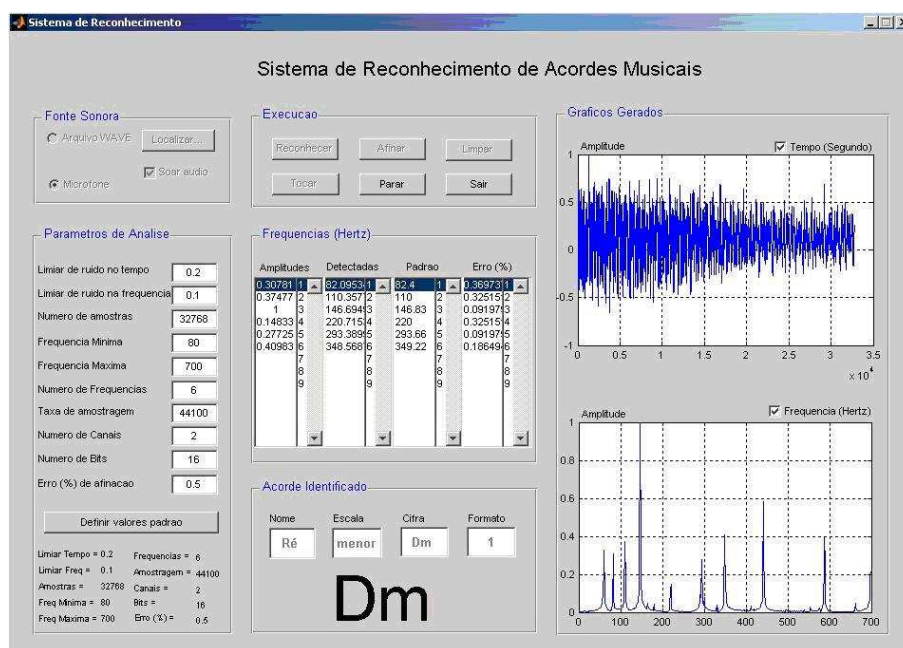 Sistema de Reconhecimento
Sistema de Reconhecimento de Acordes Musicais
Fonte Sonora
Arquivo WAVE
Localizar...
Soar audio
Microfone
Execucao
Reconhecer
Afinar
Limpar
Tocar
Parar
Sair
Parametros de Analise
Limiar de ruido no tempo 0.2
Limiar de ruido na frequencia 0.1
Numero de amostras 32768
Frequencia Minima 80
Frequencia Maxima 700
Numero de Frequencias 6
Taxa de amostragem 44100
Numero de Canais 2
Numero de Bits 16
Erro (%) de afinacao 0.5
Definir valores padrao
Limiar Tempo = 0.2 Frequencias = 6
Limiar Freq = 0.1 Amostragem = 44100
Amostras = 32768 Canais = 2
Freq Minima = 80 Bits = 16
Freq Maxima = 700 Erro (%) = 0.5
Frequencias (Hertz)
Amplitudes Detectadas Padrao Erro (%)
0.30781 1 82.0953 1 82.4 1 0.36973 1
0.37477 2 110.357 2 110 2 0.32515 2
1 3 146.694 3 146.83 3 0.09197 3
0.14833 4 220.715 4 220 4 0.32515 4
0.27725 5 293.389 5 293.66 5 0.09197 5
0.40983 6 348.568 6 349.22 6 0.18649 6
7 7 7 7
8 8 8 8
9 9 9 9
Acorde Identificado
Nome Escala Cifra Formato
Ré menor Dm 1
Dm
Graficos Gerados
Amplitude Tempo (Segundo)
1
0.5
0
-0.5
-1
0 0.5 1 1.5 2 2.5 3 3.5
x 10^4
Amplitude Frequencia (Hertz)
1
0.8
0.6
0.4
0.2
0
0 100 200 300 400 500 600 700